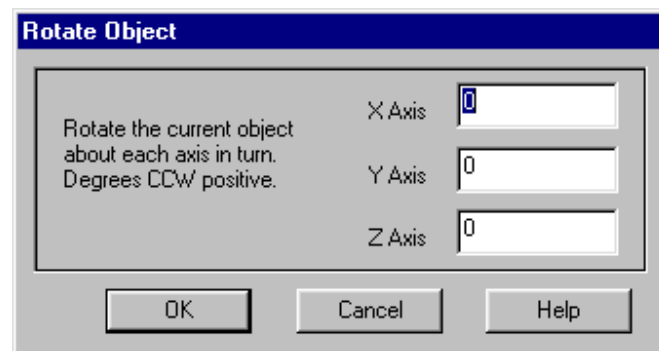 Rotate Object
Rotate the current object
about each axis in turn.
Degrees CCW positive.
X Axis 0
Y Axis 0
Z Axis 0
OK Cancel Help